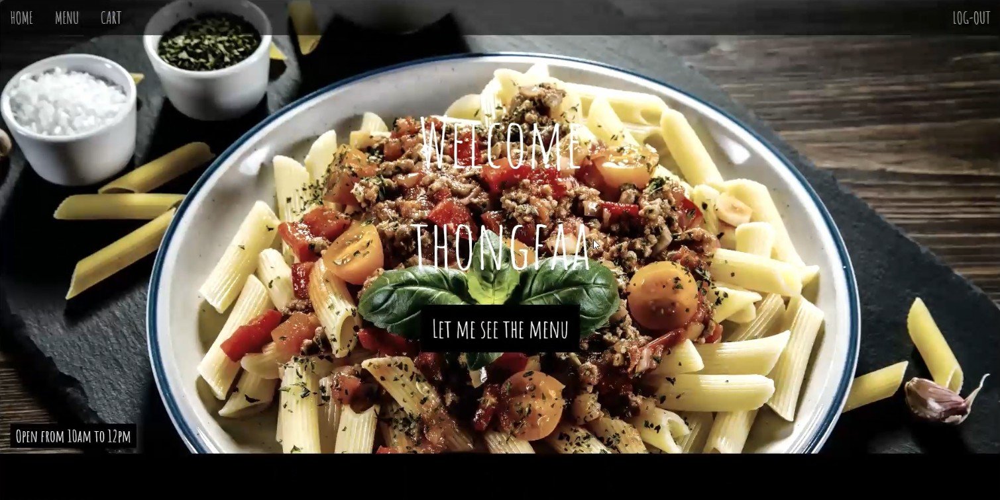 HOME MENU CART LOG-OUT
WELCOME
THONGFAA
LET ME SEE THE MENU
OPEN FROM 10AM TO 12PM